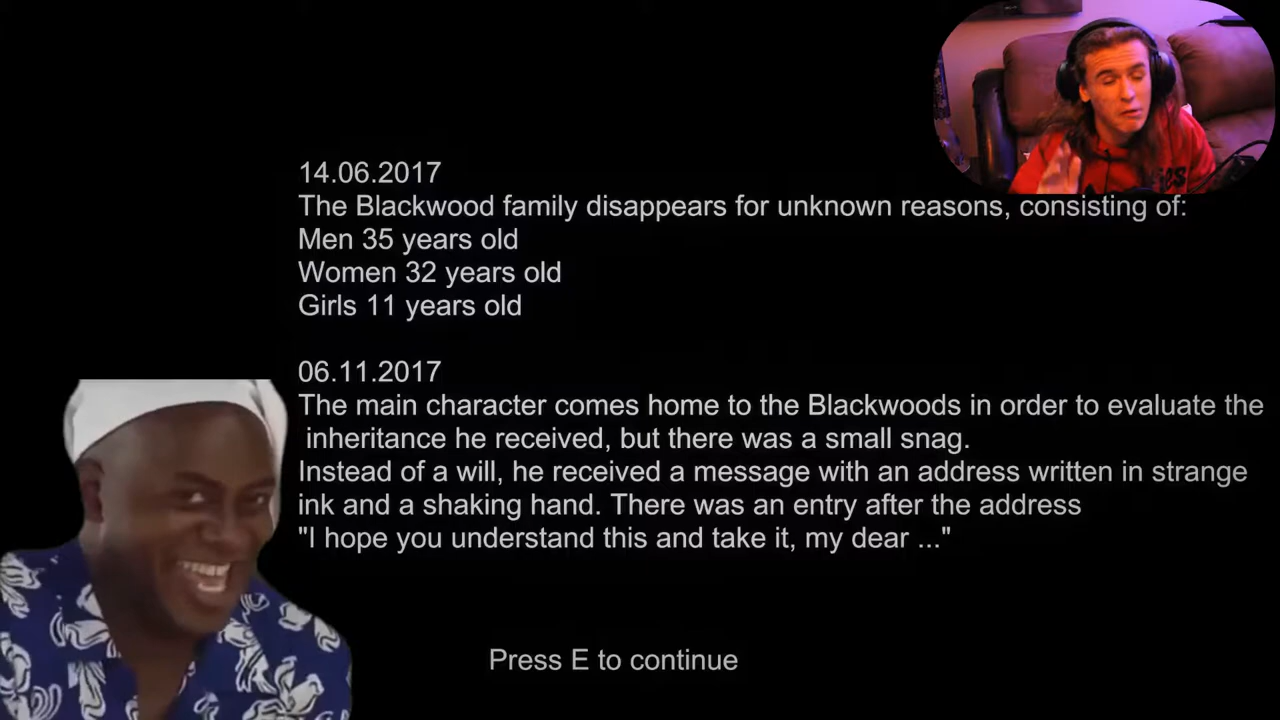 14.06.2017
The Blackwood family disappears for unknown reasons, consisting of:
Men 35 years old
Women 32 years old
Girls 11 years old
06.11.2017
The main character comes home to the Blackwoods in order to evaluate the
inheritance he received, but there was a small snag.
Instead of a will, he received a message with an address written in strange
ink and a shaking hand. There was an entry after the address
"I hope you understand this and take it, my dear ..."
Press E to continue